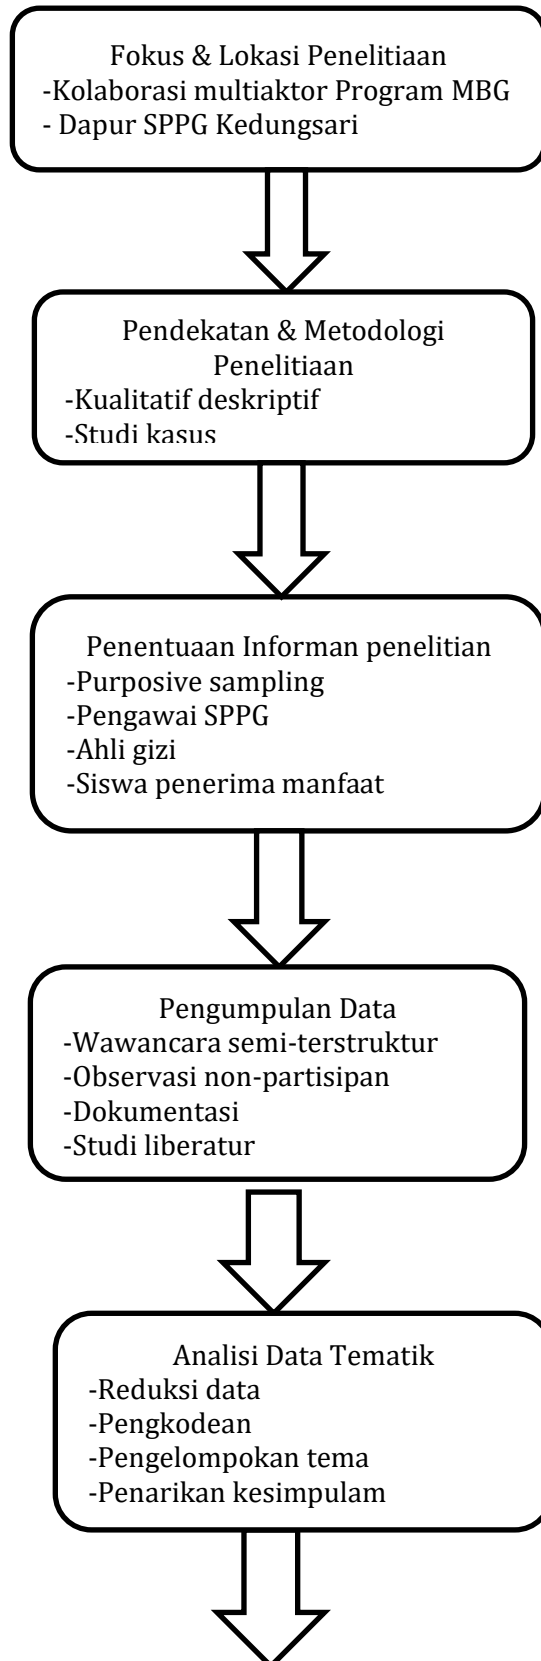 Fokus & Lokasi Penelitiaan
-Kolaborasi multiaktor Program MBG
- Dapur SPPG Kedungsari
Pendekatan & Metodologi
Penelitiaan
-Kualitatif deskriptif
-Studi kasus
Penentuaan Informan penelitian
-Purposive sampling
-Pengawai SPPG
-Ahli gizi
-Siswa penerima manfaat
Pengumpulan Data
-Wawancara semi-terstruktur
-Observasi non-partisipan
-Dokumentasi
-Studi liberatur
Analisi Data Tematik
-Reduksi data
-Pengkodean
-Pengelompokan tema
-Penarikan kesimpulam